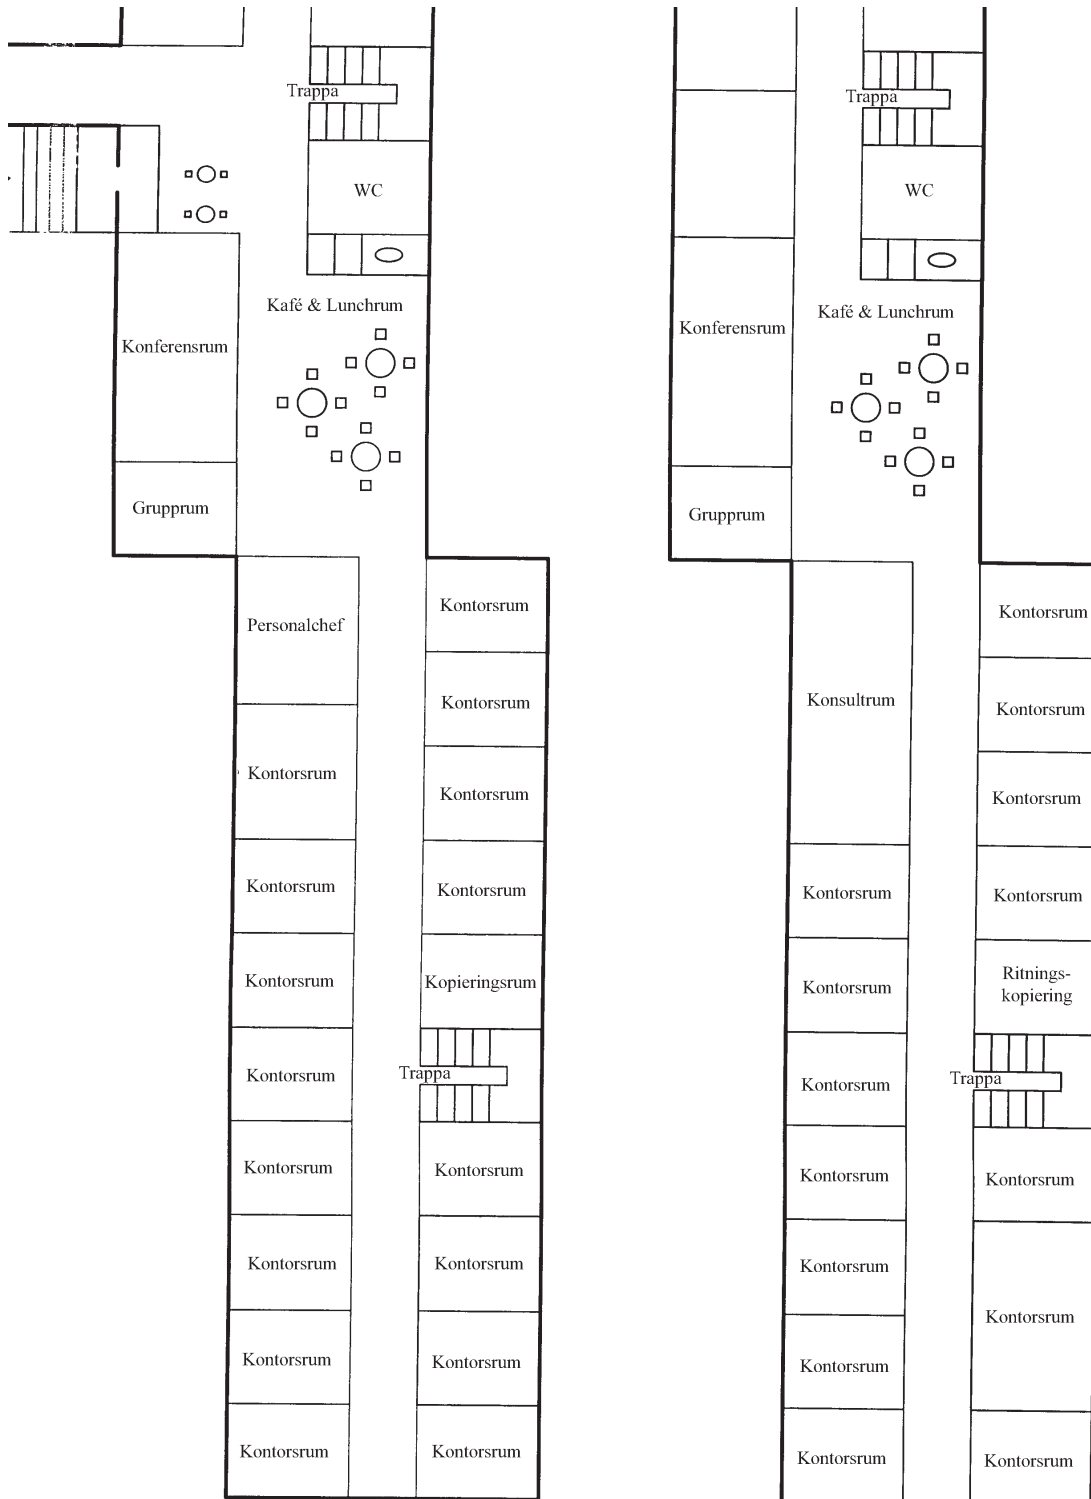 Trappa
WC
Kafé & Lunchrum
Konferensrum
Grupprum
Personalchef
Kontorsrum
Kontorsrum
Kontorsrum
Kontorsrum
Kontorsrum
Kontorsrum
Kontorsrum
Kontorsrum
Kontorsrum
Kontorsrum
Kontorsrum
Kontorsrum
Kopieringsrum
Trappa
Kontorsrum
Kontorsrum
Kontorsrum
Kontorsrum
Trappa
WC
Kafé & Lunchrum
Konferensrum
Grupprum
Konsultrum
Kontorsrum
Kontorsrum
Kontorsrum
Kontorsrum
Kontorsrum
Kontorsrum
Kontorsrum
Kontorsrum
Kontorsrum
Kontorsrum
Kontorsrum
Ritnings-
kopiering
Trappa
Kontorsrum
Kontorsrum
Kontorsrum